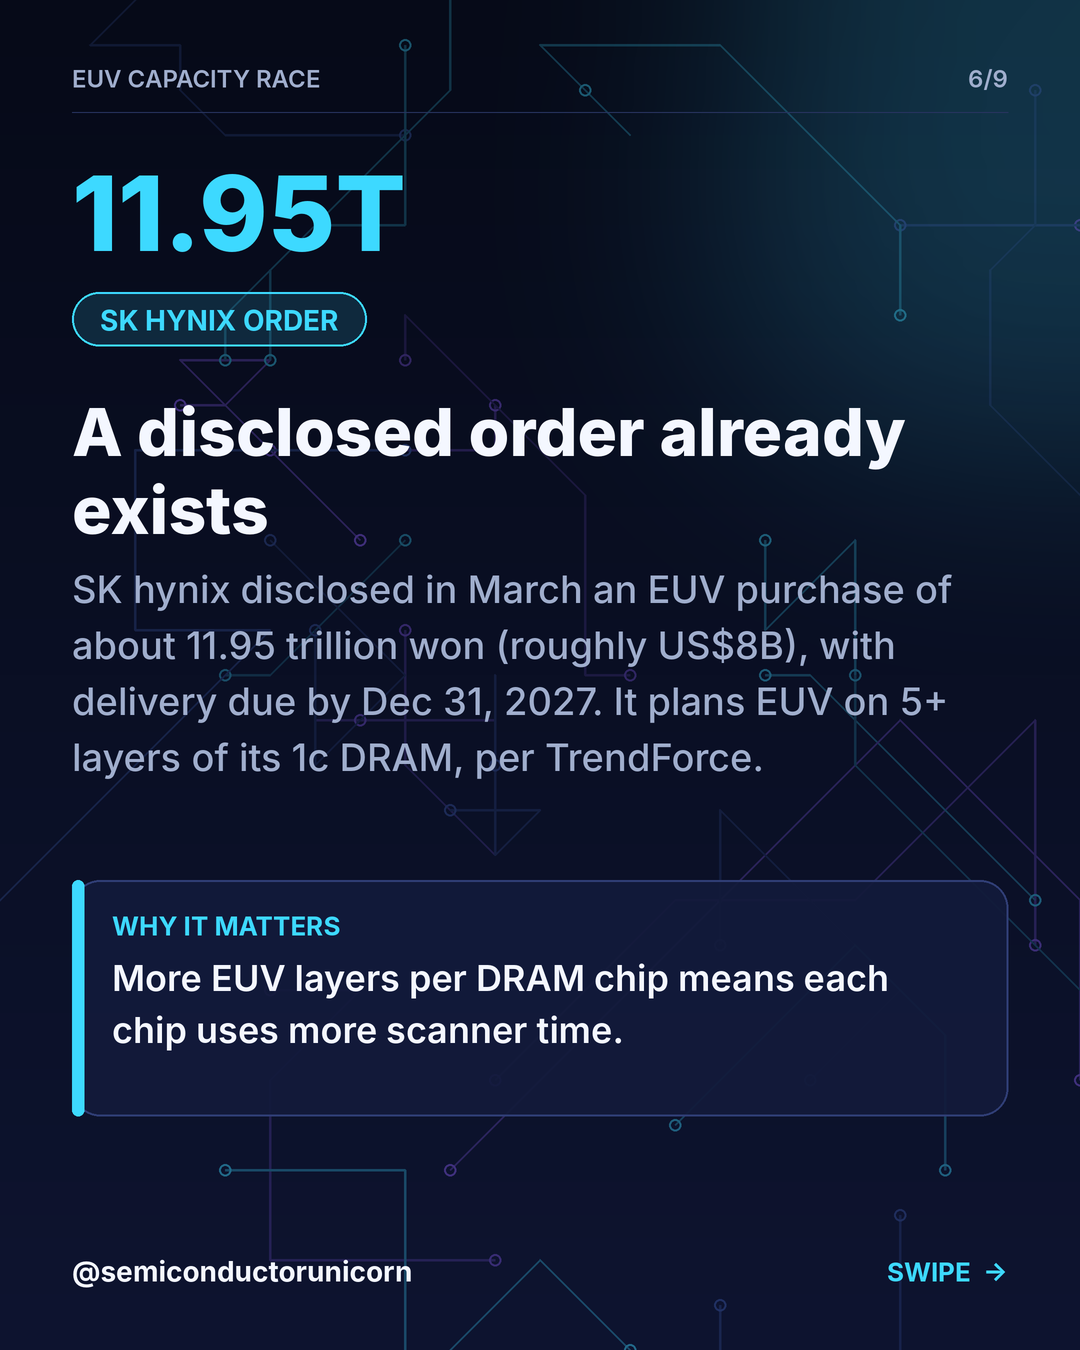 EUV CAPACITY RACE
6/9
11.95T
SK HYNIX ORDER
A disclosed order already
exists
SK hynix disclosed in March an EUV purchase of
about 11.95 trillion won (roughly US$8B), with
delivery due by Dec 31, 2027. It plans EUV on 5+
layers of its 1c DRAM, per TrendForce.
WHY IT MATTERS
More EUV layers per DRAM chip means each
chip uses more scanner time.
@semiconductorunicorn
SWIPE →